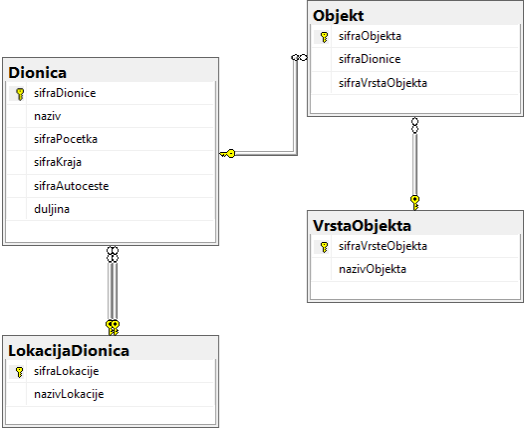 Objekt
sifraObjekta
sifraDionice
sifraVrstaObjekta
Dionica
sifraDionice
naziv
sifraPocetka
sifraKraja
sifraAutoceste
duljina
VrstaObjekta
sifraVrsteObjekta
nazivObjekta
LokacijaDionica
sifraLokacije
nazivLokacije